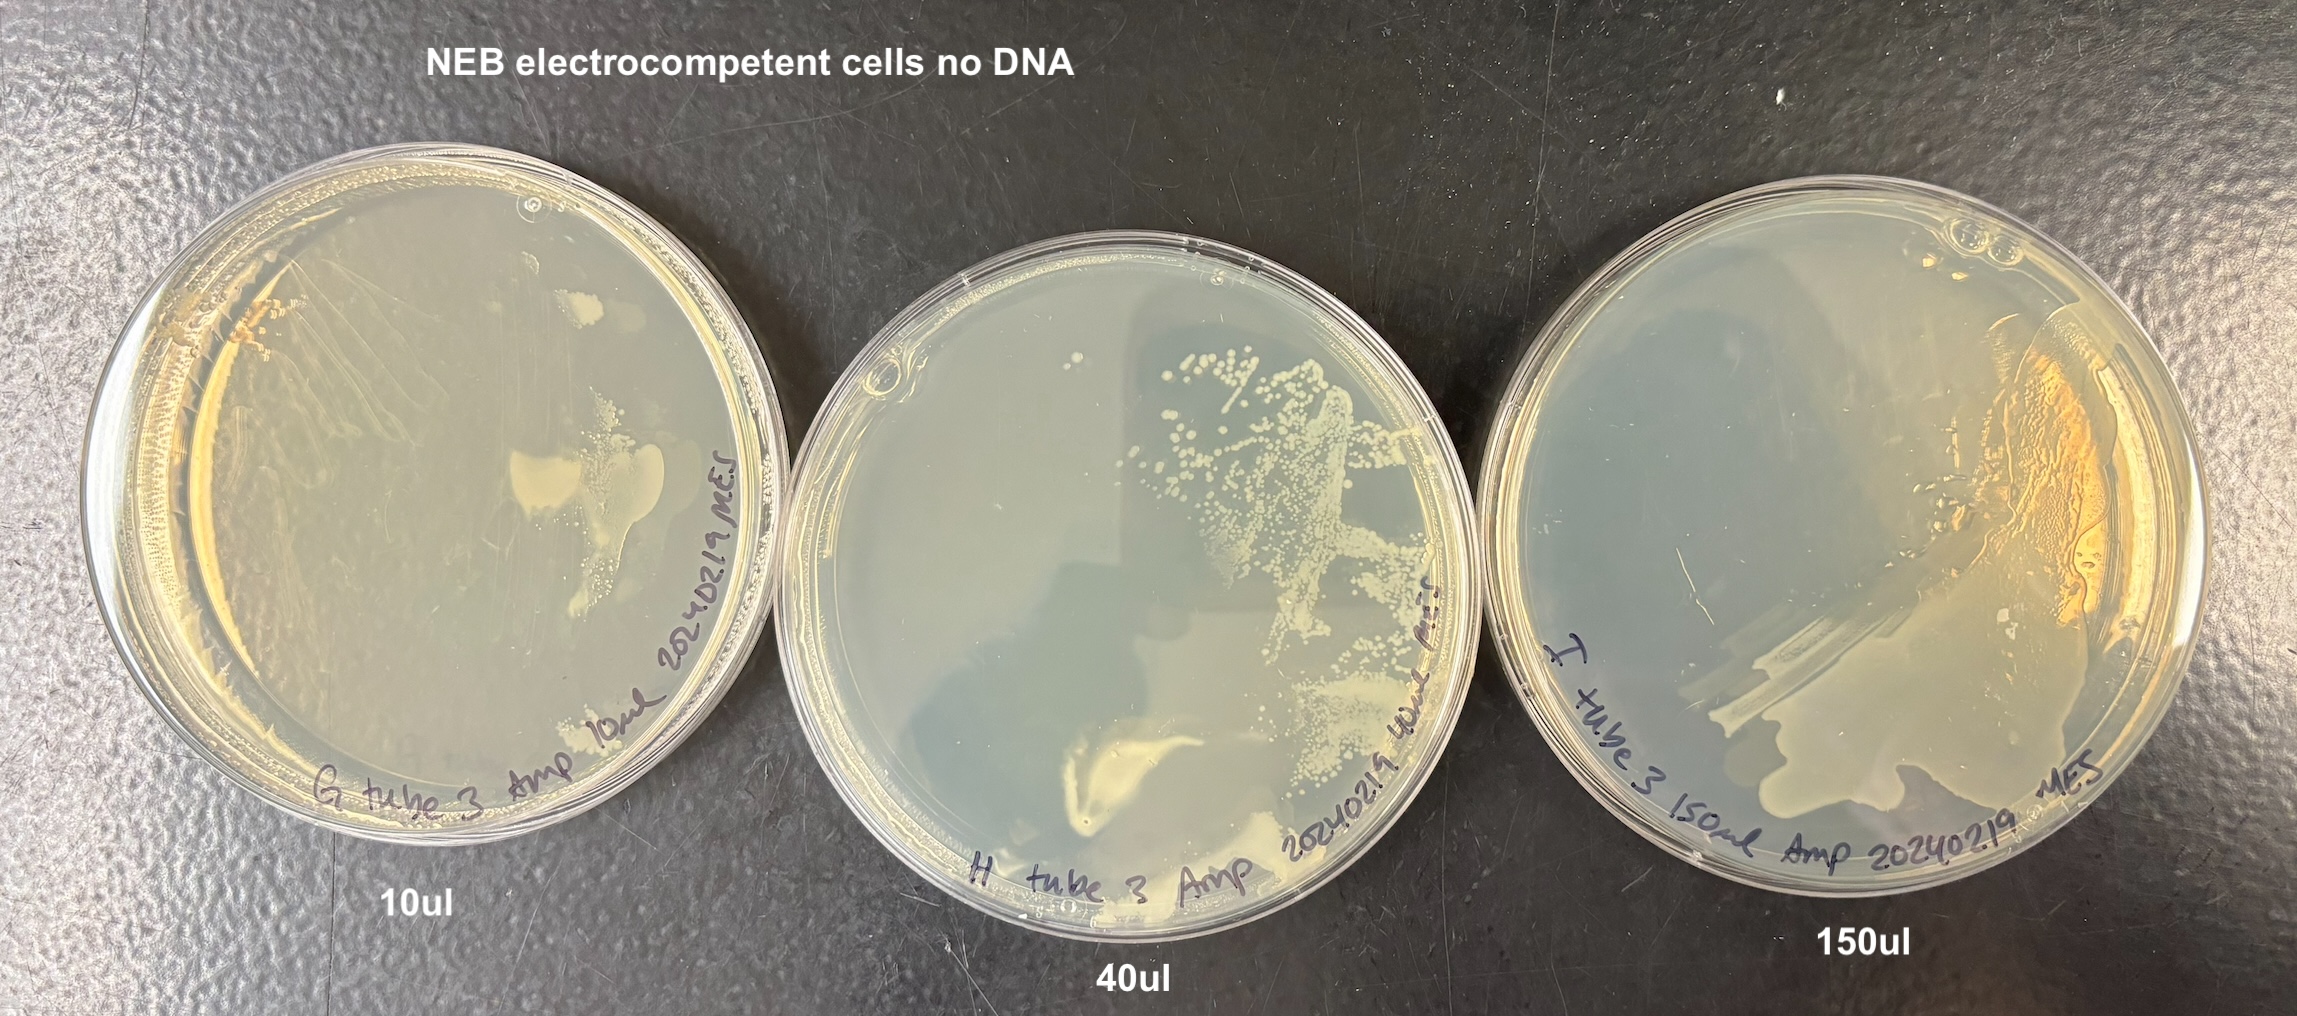 NEB electrocompetent cells no DNA
G tube 3 Amp 10ul 20240219 MES
H tube 3 Amp 20240219 40ul MES
I tube 3 150ul Amp 20240219 MES
10ul
40ul
150ul